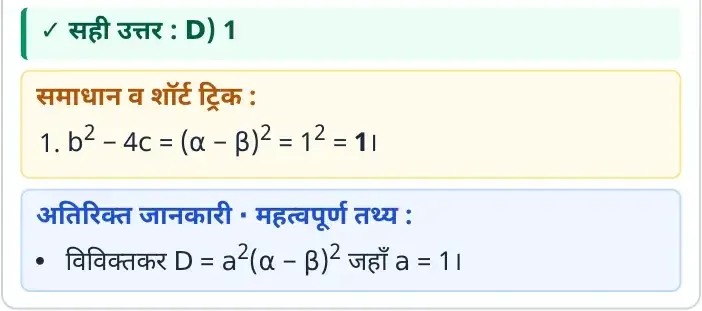 ✓ सही उत्तर : D) 1
समाधान व शॉर्ट ट्रिक :
1. b² − 4c = (α − β)² = 1² = 1।
अतिरिक्त जानकारी · महत्वपूर्ण तथ्य :
• विविक्तकर D = a²(α − β)² जहाँ a = 1।